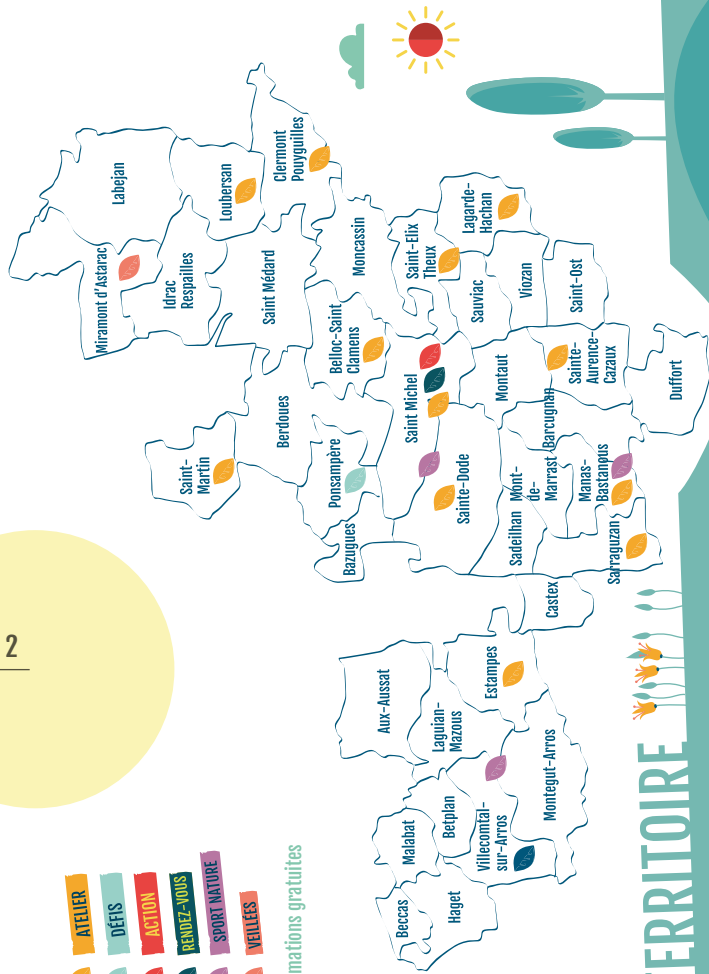 2
ERRITOIRE
ATELIER
DÉFIS
ACTION
RENDEZ-VOUS
SPORT NATURE
VEILLÉES
mations gratuites
Labejan
Miramont d'Astarac
Loubersan
Clermont
Pouyguilles
Idrac
Respailles
Saint Médard
Moncassin
Saint-Elix
Theux
Lagarde-
Hachan
Sauviac
Viozan
Saint-Ost
Belloc-Saint
Clamens
Berdoues
Saint-
Martin
Saint Michel
Montaut
Sainte-
Aurence-
Cazaux
Duffort
Barcugnan
Ponsampère
Bazugues
Sainte-Dode
Mont-
de-
Marrast
Manas-
Bastanous
Sadeilhan
Sarraguzan
Castex
Estampes
Aux-Aussat
Laguian-
Mazous
Montegut-Arros
Betplan
Malabat
Villecomtal-
sur-Arros
Haget
Beccas